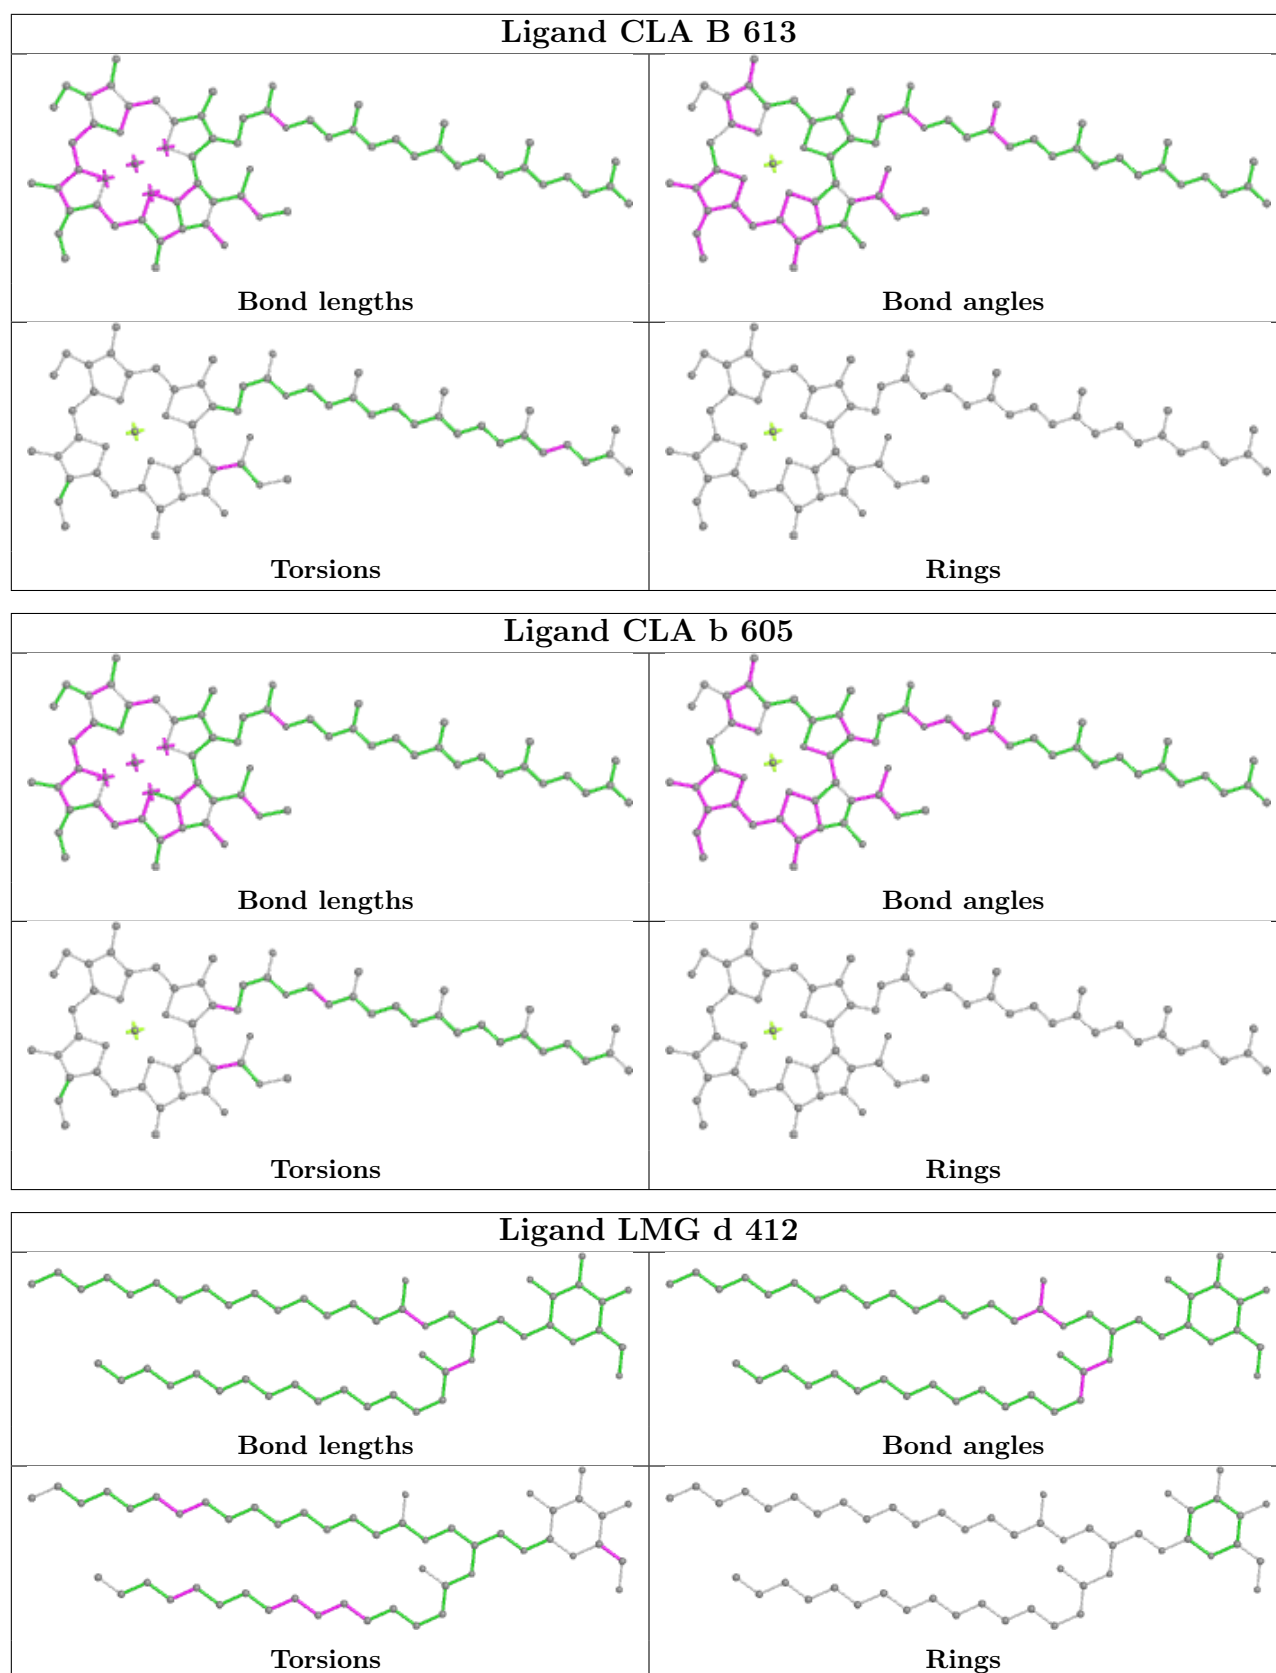 Ligand CLA B 613
Bond lengths
Bond angles
Torsions
Rings
Ligand CLA b 605
Bond lengths
Bond angles
Torsions
Rings
Ligand LMG d 412
Bond lengths
Bond angles
Torsions
Rings